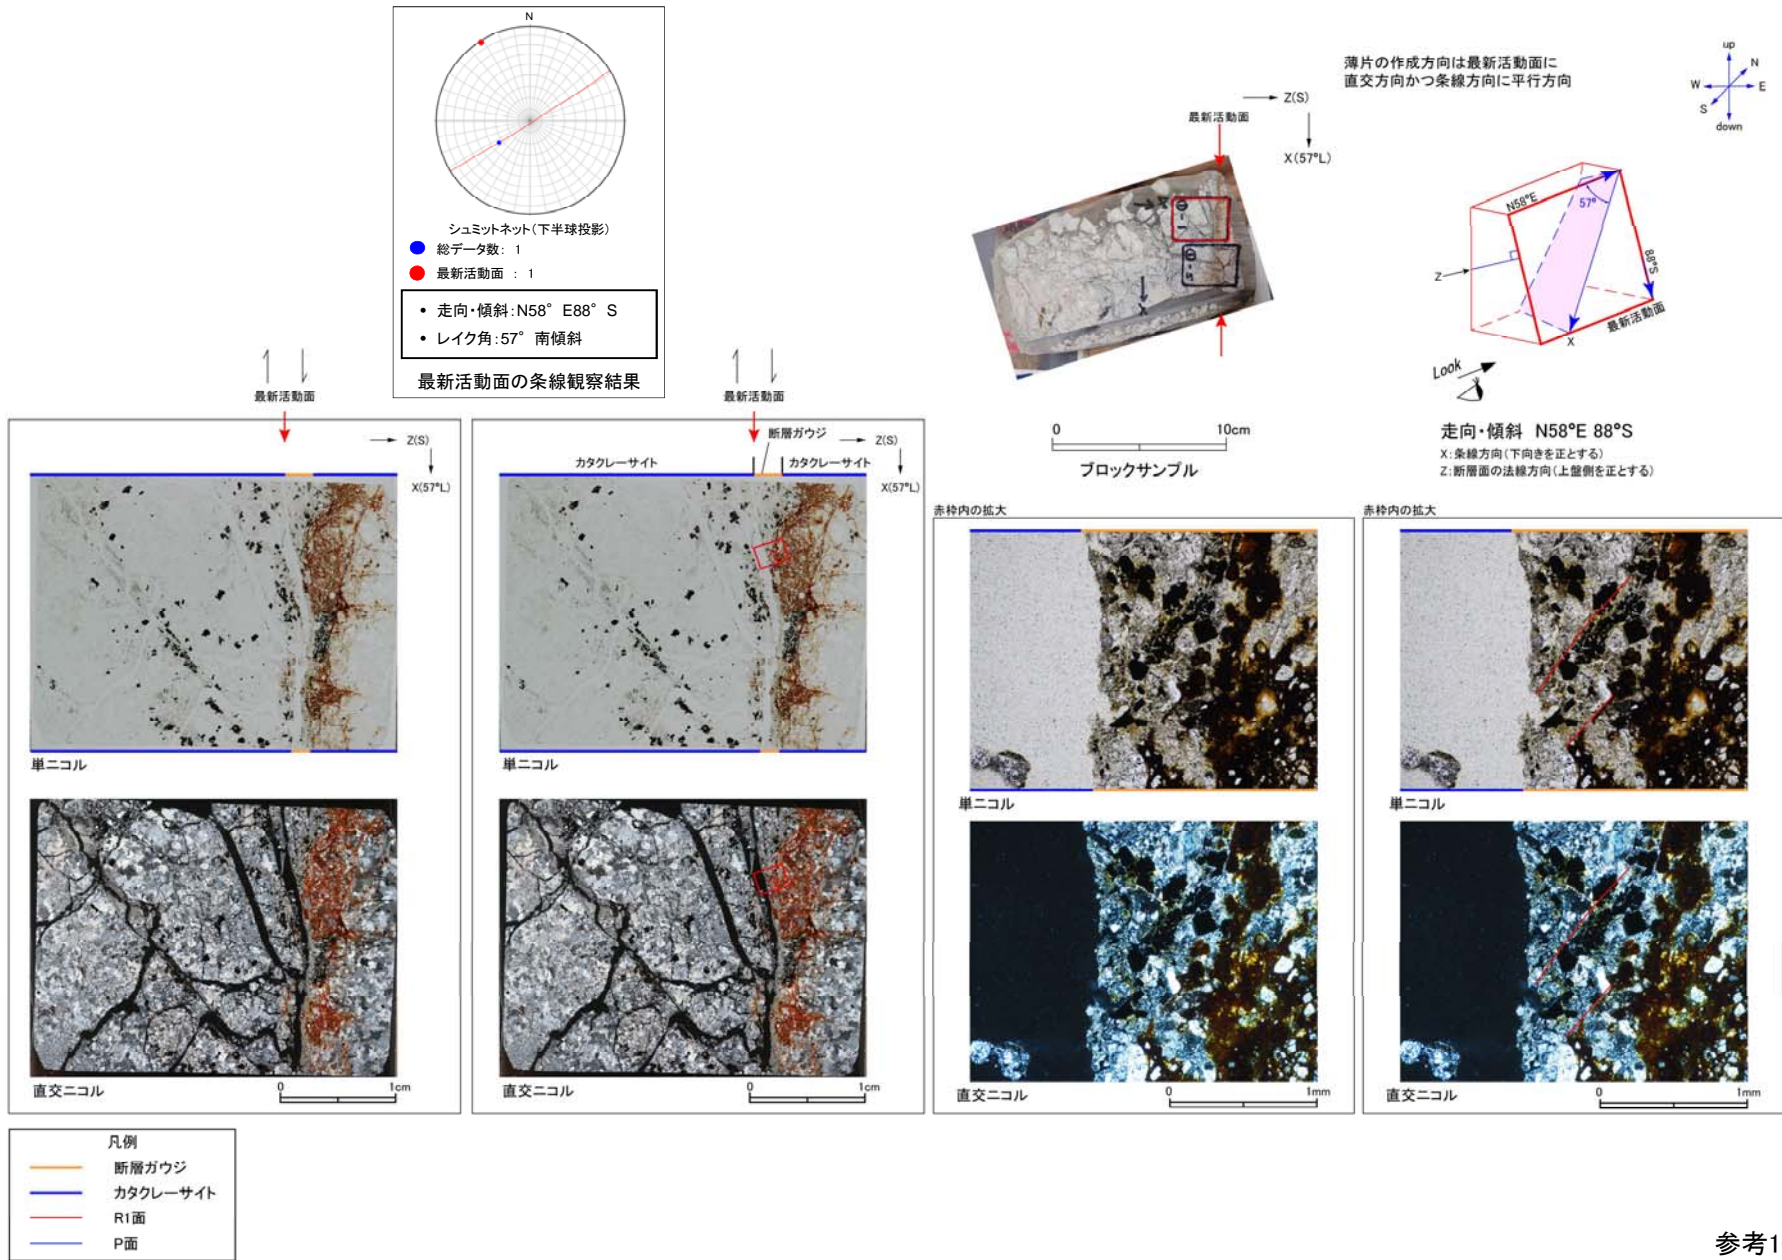 N
シュミットネット(下半球投影)
総データ数: 1
最新活動面 : 1
• 走向・傾斜:N58° E88° S
• レイク角:57° 南傾斜
最新活動面の条線観察結果
薄片の作成方向は最新活動面に
直交方向かつ条線方向に平行方向
up
N
W
E
S
down
Z(S)
最新活動面
X(57°L)
①-1
①-2
X
0
10cm
ブロックサンプル
N58°E
57°
88°S
Z
X
最新活動面
Look
走向・傾斜 N58°E 88°S
X:条線方向(下向きを正とする)
Z:断層面の法線方向(上盤側を正とする)
最新活動面
Z(S)
X(57°L)
単ニコル
直交ニコル
0
1cm
最新活動面
断層ガウジ
Z(S)
カタクレーサイト
カタクレーサイト
X(57°L)
単ニコル
直交ニコル
0
1cm
赤枠内の拡大
単ニコル
直交ニコル
0
1mm
赤枠内の拡大
単ニコル
直交ニコル
0
1mm
凡例
断層ガウジ
カタクレーサイト
R1面
P面
参考1